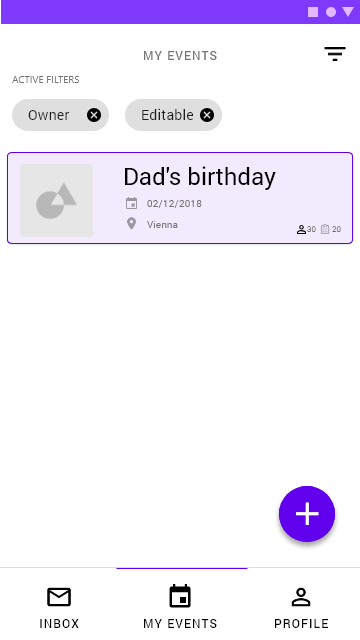 MY EVENTS
ACTIVE FILTERS
Owner
Editable
Dad's birthday
02/12/2018
Vienna
30
20
INBOX
MY EVENTS
PROFILE